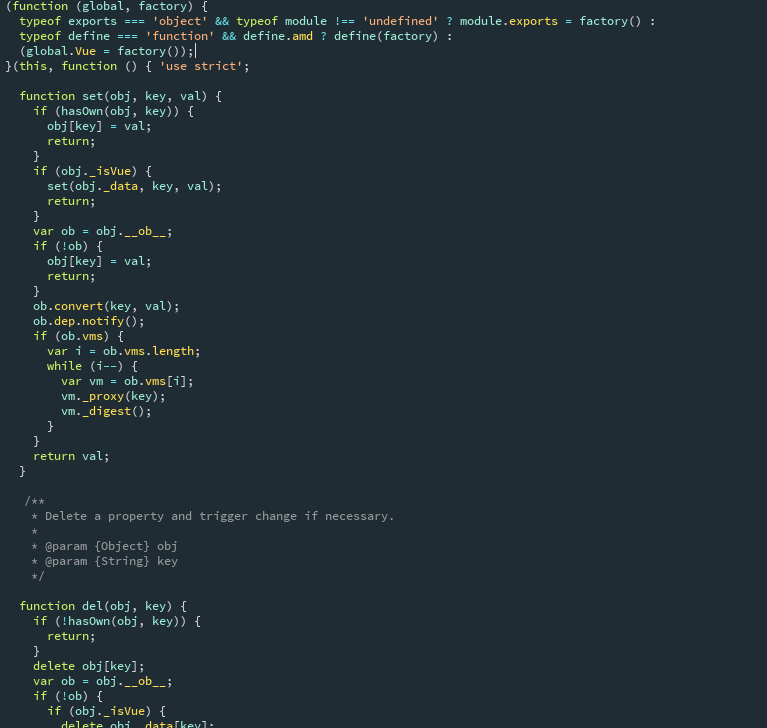 (function (global, factory) {
typeof exports === 'object' && typeof module !== 'undefined' ? module.exports = factory() :
typeof define === 'function' && define.amd ? define(factory) :
(global.Vue = factory());
}(this, function () { 'use strict';
function set(obj, key, val) {
if (hasOwn(obj, key)) {
obj[key] = val;
return;
}
if (obj._isVue) {
set(obj._data, key, val);
return;
}
var ob = obj.__ob__;
if (!ob) {
obj[key] = val;
return;
}
ob.convert(key, val);
ob.dep.notify();
if (ob.vms) {
var i = ob.vms.length;
while (i--) {
var vm = ob.vms[i];
vm._proxy(key);
vm._digest();
}
}
return val;
}
/**
* Delete a property and trigger change if necessary.
*
* @param {Object} obj
* @param {String} key
*/
function del(obj, key) {
if (!hasOwn(obj, key)) {
return;
}
delete obj[key];
var ob = obj.__ob__;
if (!ob) {
if (obj._isVue) {
delete obj._data[key];